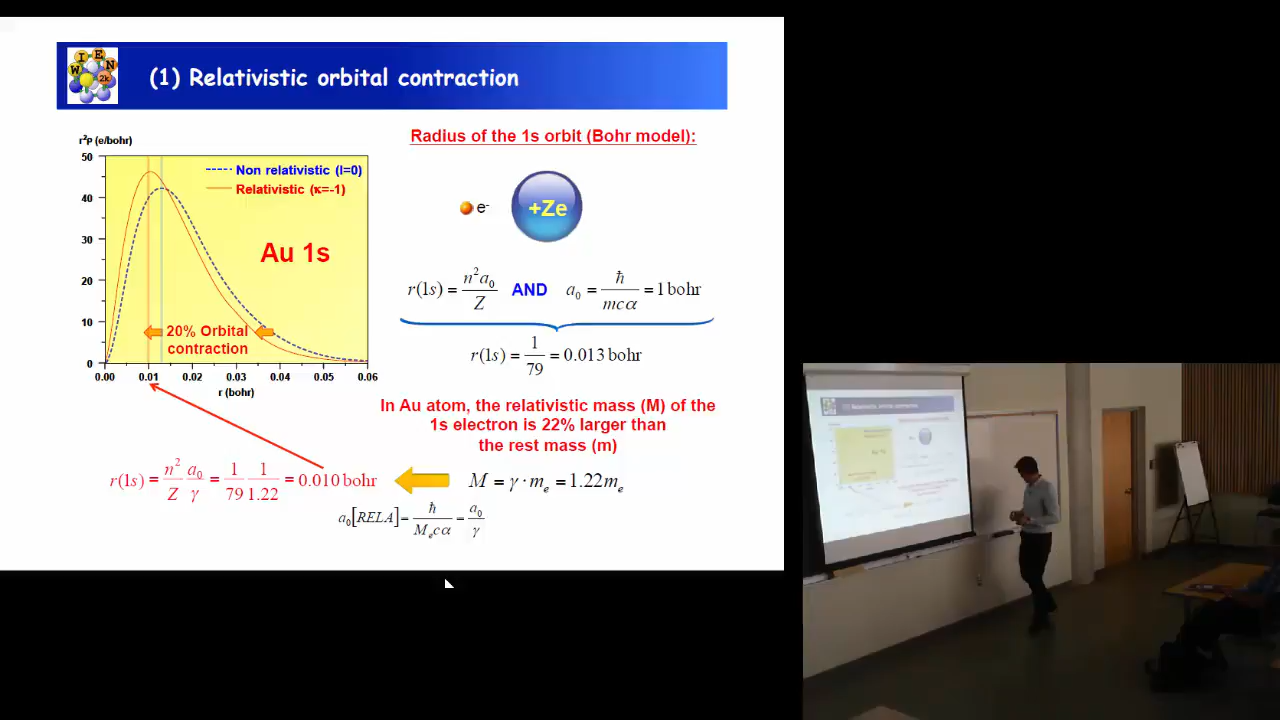 WIEN
2k
(1) Relativistic orbital contraction
r²ρ (e/bohr)
50
40
30
20
10
0
Non relativistic (l=0)
Relativistic (κ=-1)
Au 1s
20% Orbital
contraction
0.00 0.01 0.02 0.03 0.04 0.05 0.06
r (bohr)
Radius of the 1s orbit (Bohr model):
e⁻
+Ze
r(1s) = n²a₀/Z AND a₀ = ħ/mcα = 1 bohr
r(1s) = 1/79 = 0.013 bohr
In Au atom, the relativistic mass (M) of the
1s electron is 22% larger than
the rest mass (m)
r(1s) = n²/Z a₀/γ = 1/79 1/1.22 = 0.010 bohr
M = γ·mₑ = 1.22mₑ
a₀[RELA] = ħ/Mₑcα = a₀/γ